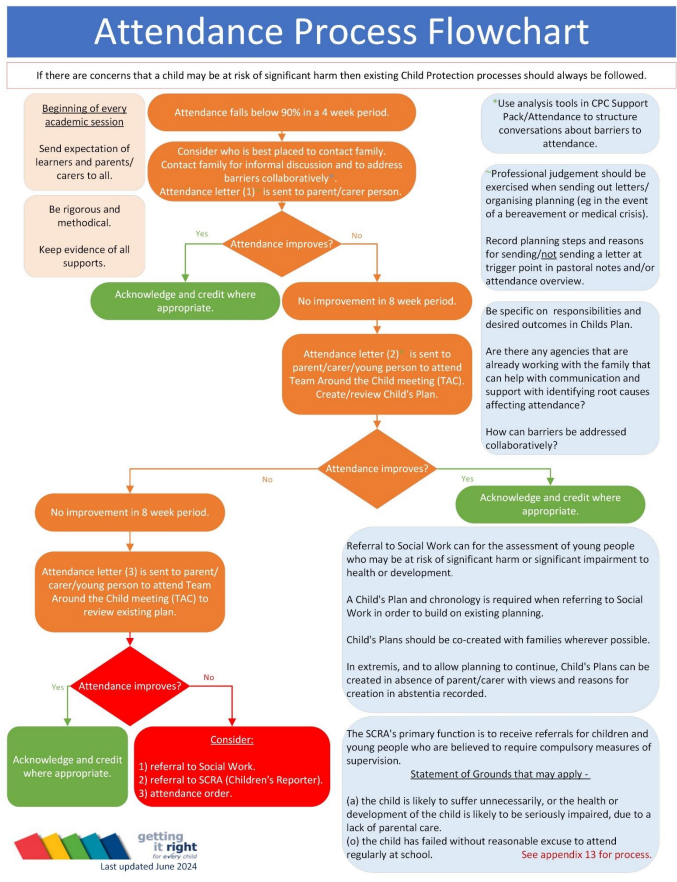 Attendance Process Flowchart
If there are concerns that a child may be at risk of significant harm then existing Child Protection processes should always be followed.
Beginning of every
academic session
Send expectation of
learners and parents/
carers to all.
Be rigorous and
methodical.
Keep evidence of all
supports.
Attendance falls below 90% in a 4 week period.
Consider who is best placed to contact family.
Contact family for informal discussion and to address
barriers collaboratively .
Attendance letter (1) is sent to parent/carer person.
Attendance improves?
Yes
No
Acknowledge and credit where
appropriate.
No improvement in 8 week period.
Attendance letter (2) is sent to
parent/carer/young person to attend
Team Around the Child meeting (TAC).
Create/review Child's Plan.
*Use analysis tools in CPC Support
Pack/Attendance to structure
conversations about barriers to
attendance.
~Professional judgement should be
exercised when sending out letters/
organising planning (eg in the event
of a bereavement or medical crisis).
Record planning steps and reasons
for sending/not sending a letter at
trigger point in pastoral notes and/or
attendance overview.
Be specific on responsibilities and
desired outcomes in Childs Plan.
Are there any agencies that are
already working with the family that
can help with communication and
support with identifying root causes
affecting attendance?
How can barriers be addressed
collaboratively?
Attendance improves?
No
Yes
No improvement in 8 week period.
Acknowledge and credit where
appropriate.
Attendance letter (3) is sent to parent/
carer/young person to attend Team
Around the Child meeting (TAC) to
review existing plan.
Attendance improves?
Yes
No
Acknowledge and credit
where appropriate.
Consider:
1) referral to Social Work.
2) referral to SCRA (Children's Reporter).
3) attendance order.
Referral to Social Work can for the assessment of young people
who may be at risk of significant harm or significant impairment to
health or development.
A Child's Plan and chronology is required when referring to Social
Work in order to build on existing planning.
Child's Plans should be co-created with families wherever possible.
In extremis, and to allow planning to continue, Child's Plans can be
created in absence of parent/carer with views and reasons for
creation in abstentia recorded.
The SCRA's primary function is to receive referrals for children and
young people who are believed to require compulsory measures of
supervision.
Statement of Grounds that may apply -
(a) the child is likely to suffer unnecessarily, or the health or
development of the child is likely to be seriously impaired, due to a
lack of parental care.
(o) the child has failed without reasonable excuse to attend
regularly at school. See appendix 13 for process.
getting
it right
for every child
Last updated June 2024